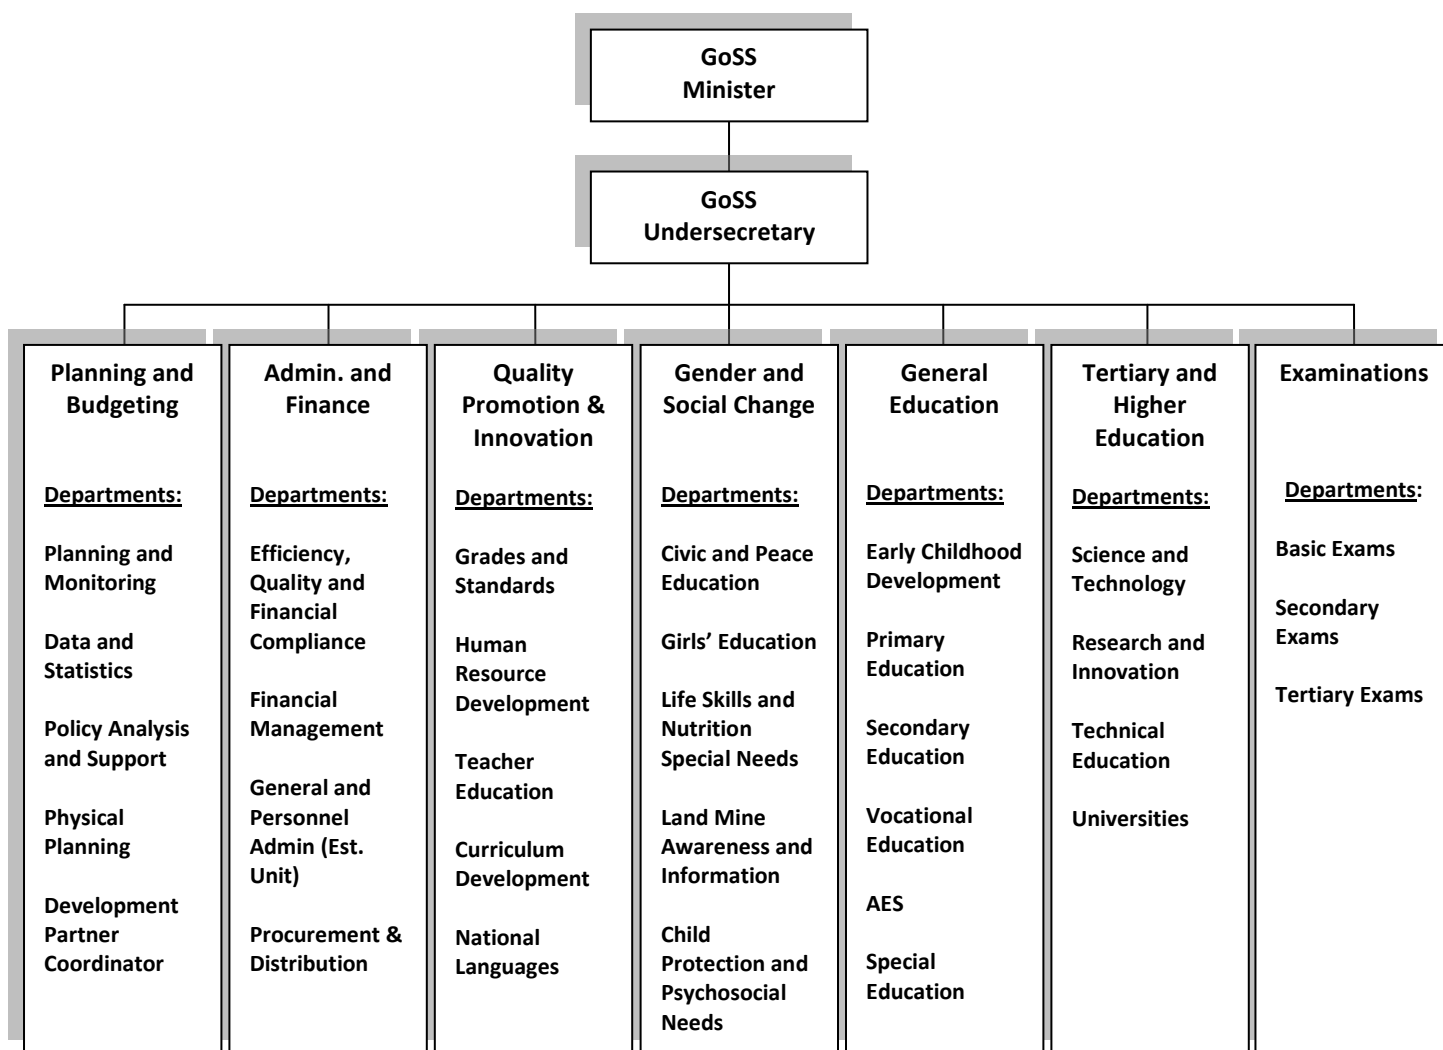 GoSS
Minister
GoSS
Undersecretary
Planning and
Budgeting
Departments:
Planning and
Monitoring
Data and
Statistics
Policy Analysis
and Support
Physical
Planning
Development
Partner
Coordinator
Admin. and
Finance
Departments:
Efficiency,
Quality and
Financial
Compliance
Financial
Management
General and
Personnel
Admin (Est.
Unit)
Procurement &
Distribution
Quality
Promotion &
Innovation
Departments:
Grades and
Standards
Human
Resource
Development
Teacher
Education
Curriculum
Development
National
Languages
Gender and
Social Change
Departments:
Civic and Peace
Education
Girls’ Education
Life Skills and
Nutrition
Special Needs
Land Mine
Awareness and
Information
Child
Protection and
Psychosocial
Needs
General
Education
Departments:
Early Childhood
Development
Primary
Education
Secondary
Education
Vocational
Education
AES
Special
Education
Tertiary and
Higher
Education
Departments:
Science and
Technology
Research and
Innovation
Technical
Education
Universities
Examinations
Departments:
Basic Exams
Secondary
Exams
Tertiary Exams